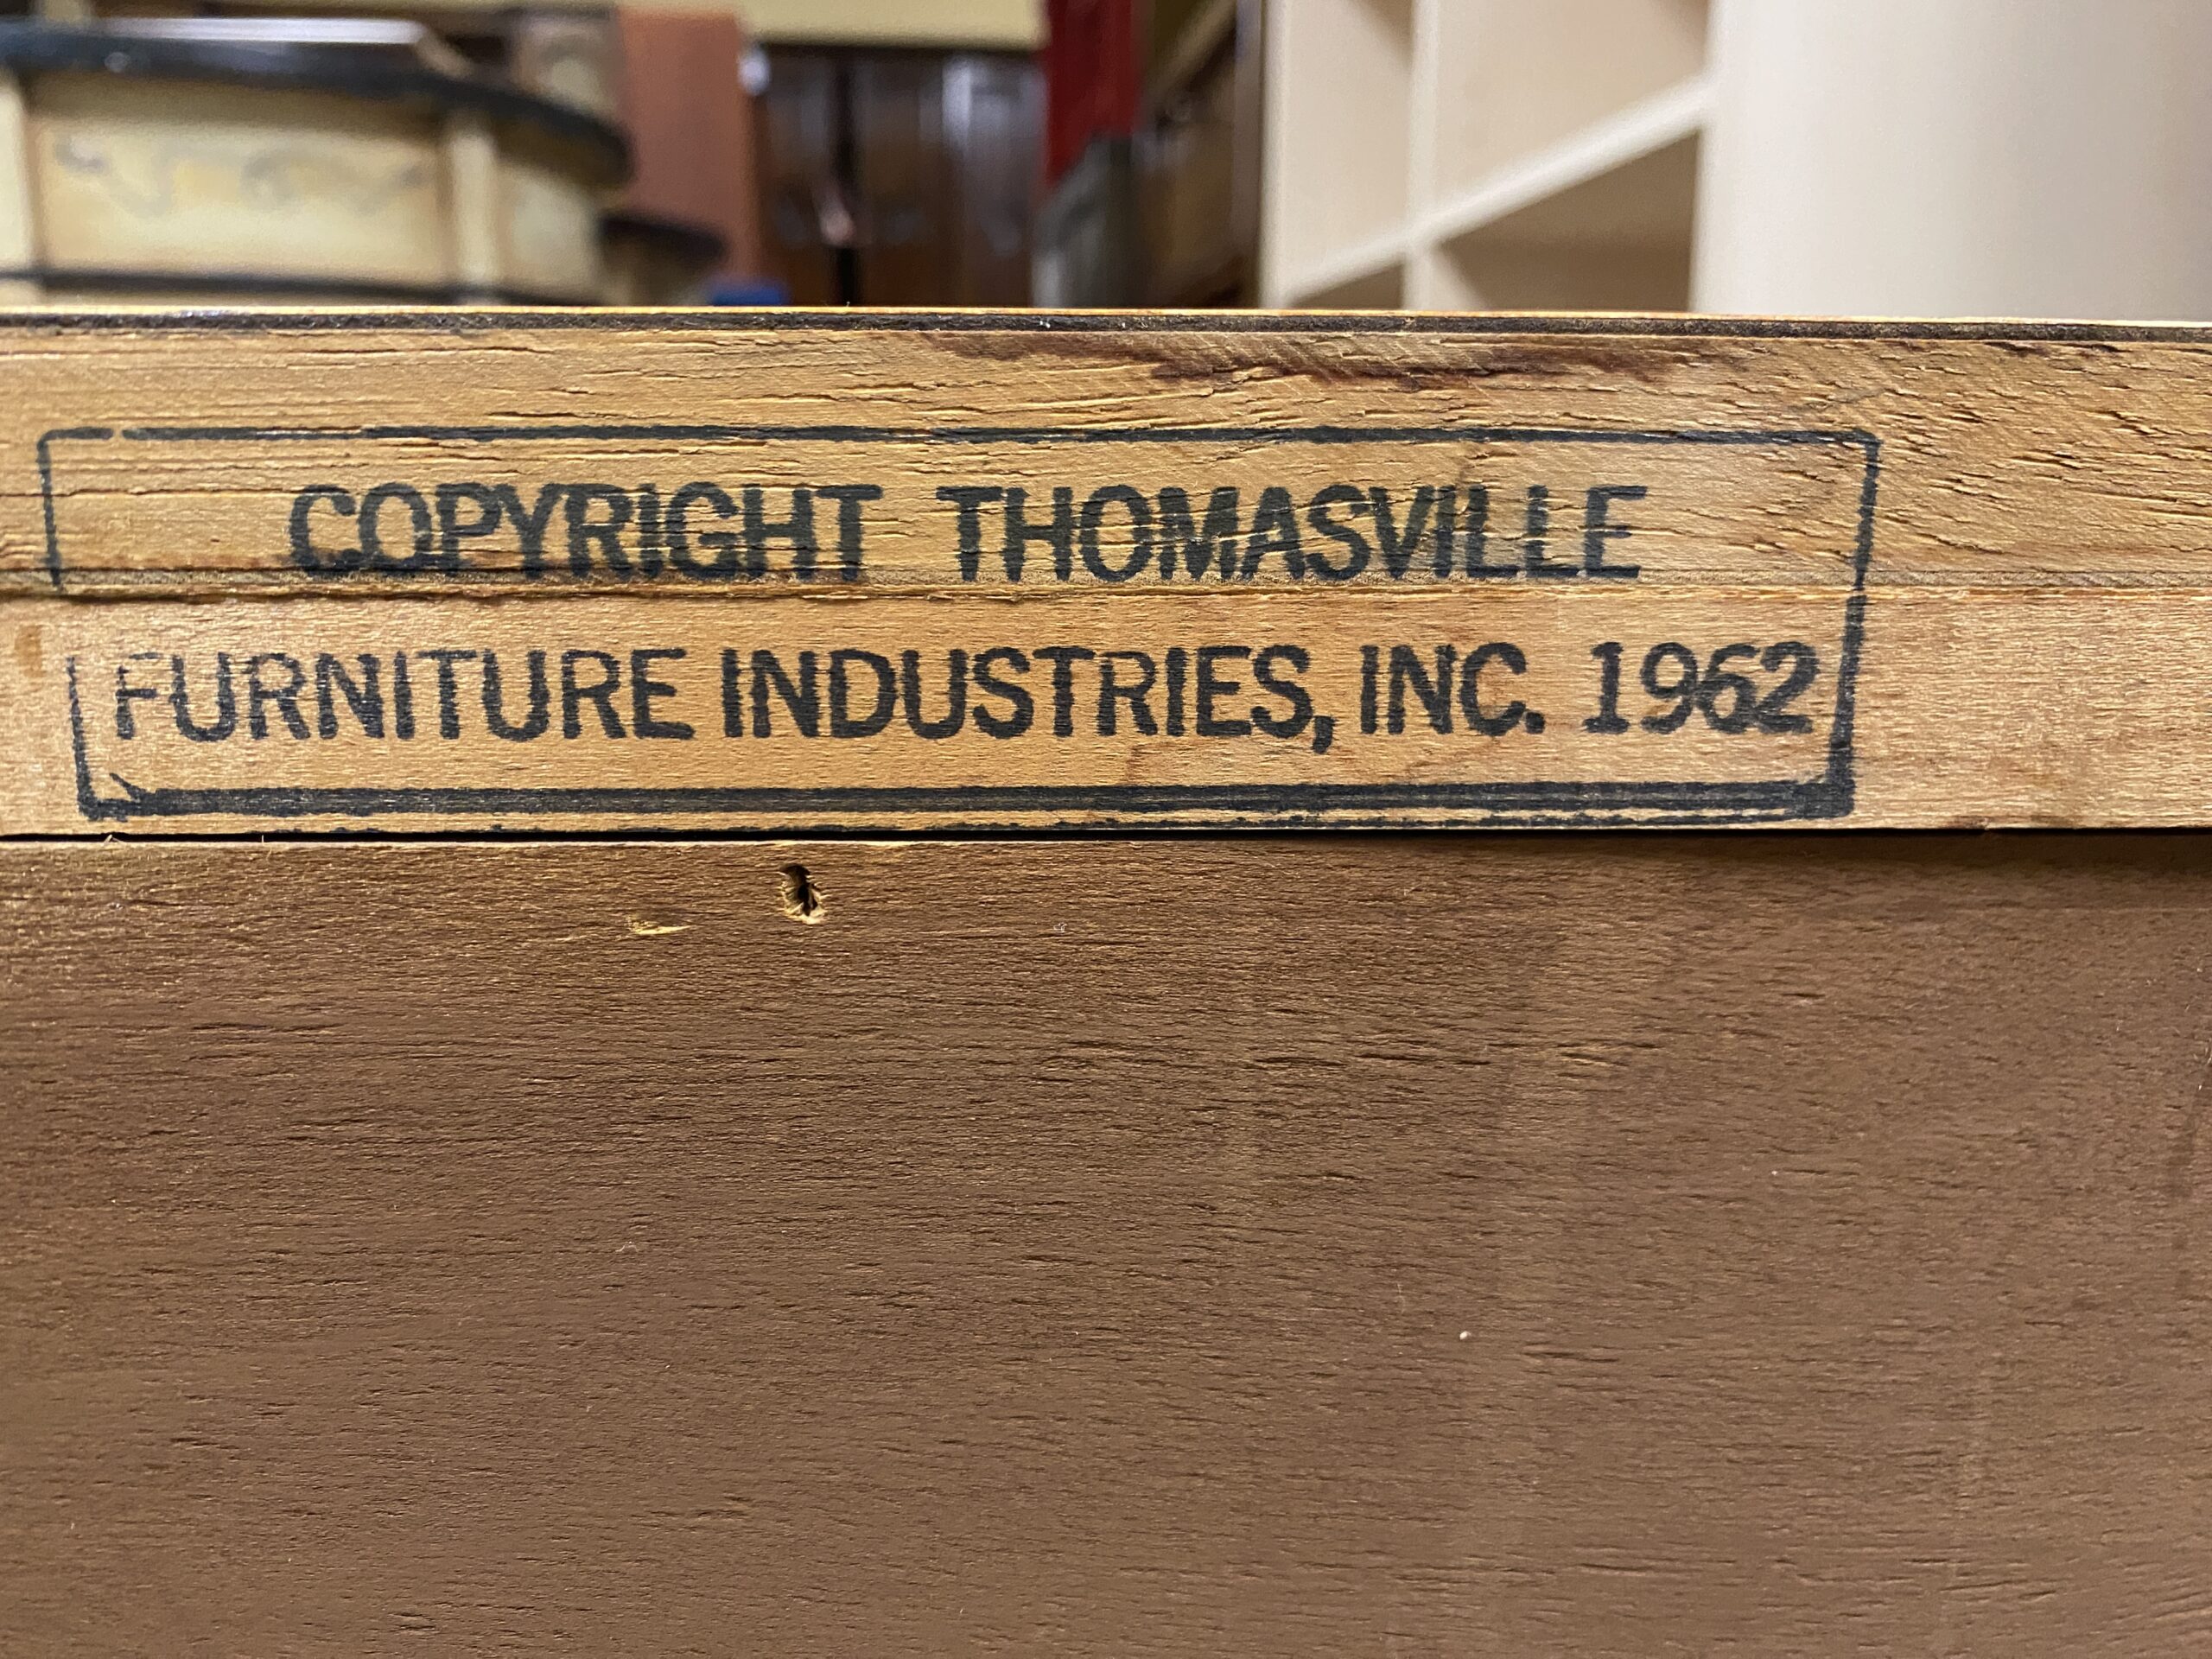 COPYRIGHT THOMASVILLE
FURNITURE INDUSTRIES, INC. 1962